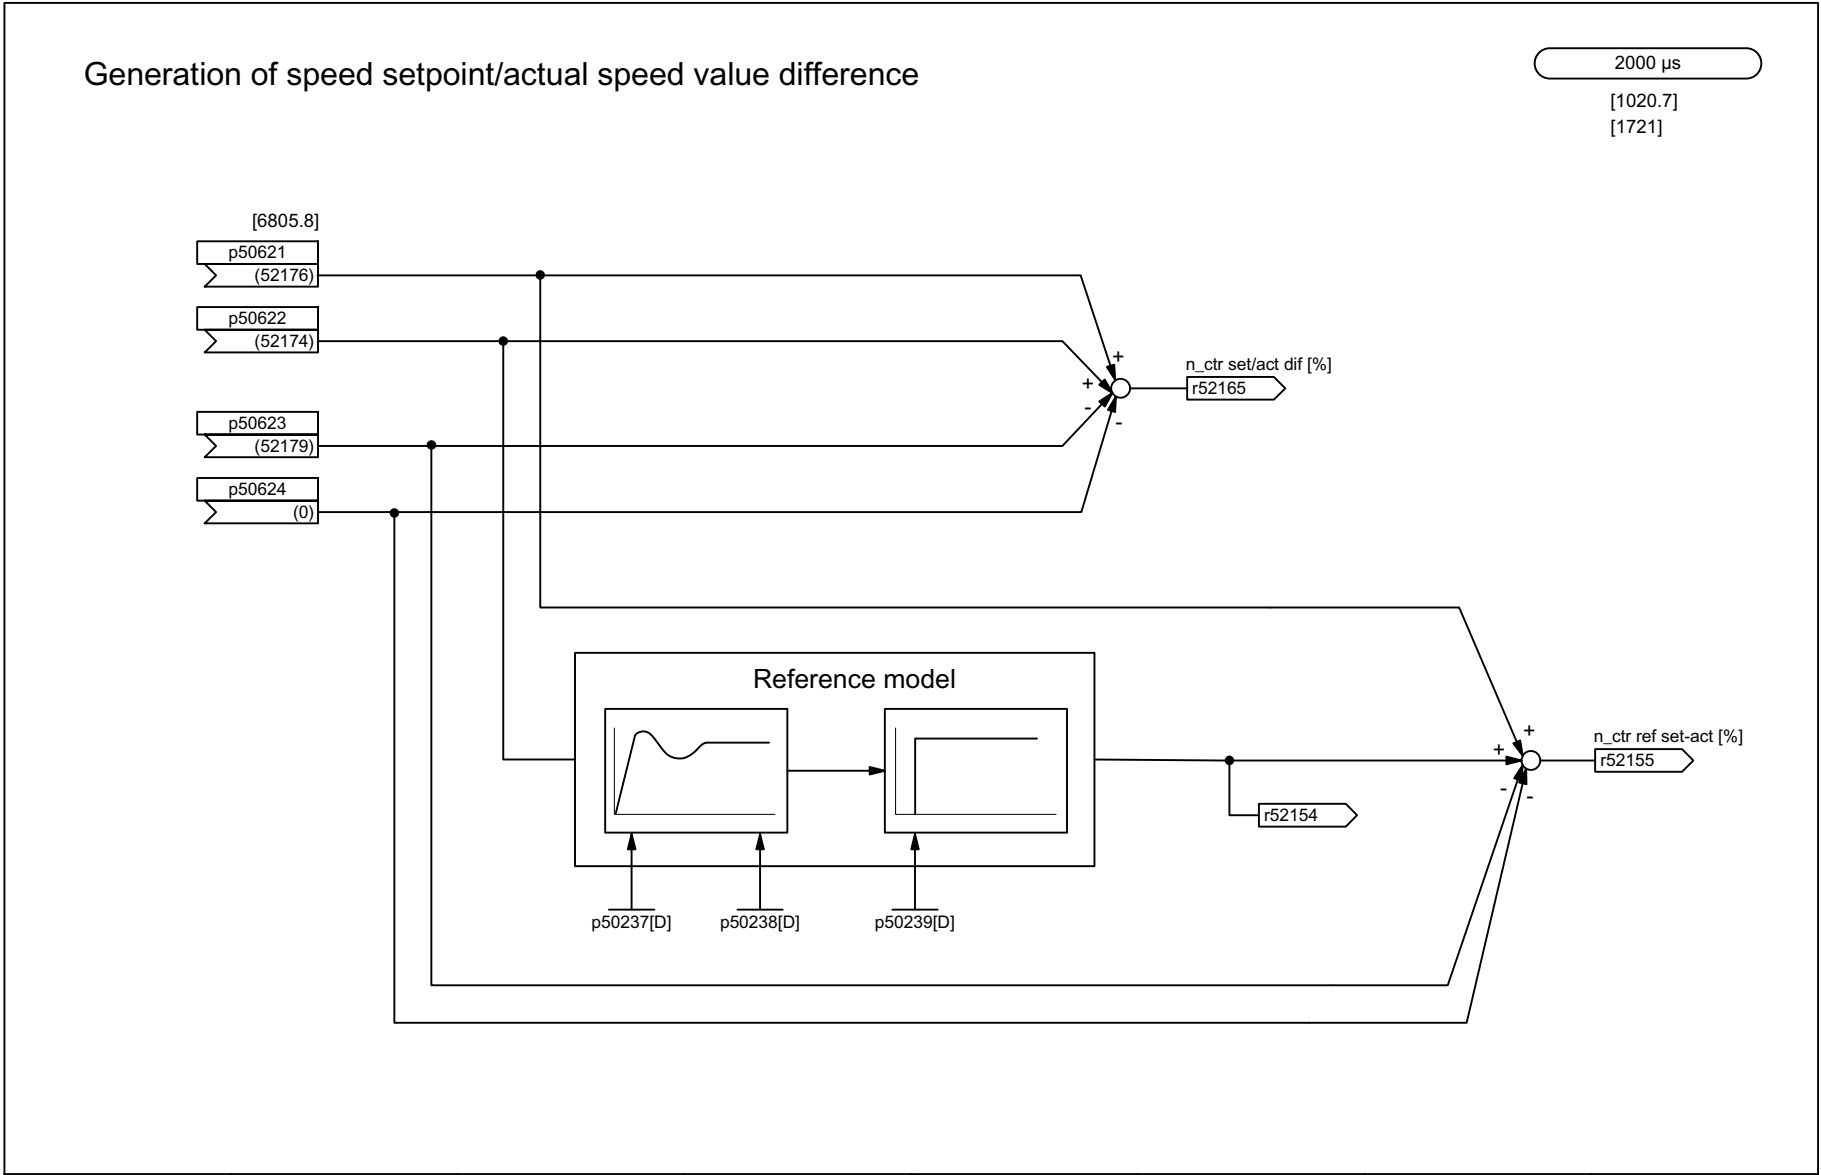 Generation of speed setpoint/actual speed value difference
2000 µs
[1020.7]
[1721]
[6805.8]
p50621
(52176)
p50622
(52174)
p50623
(52179)
p50624
(0)
+
+
-
-
n_ctr set/act dif [%]
r52165
Reference model
p50237[D]
p50238[D]
p50239[D]
r52154
+
+
-
-
n_ctr ref set-act [%]
r52155